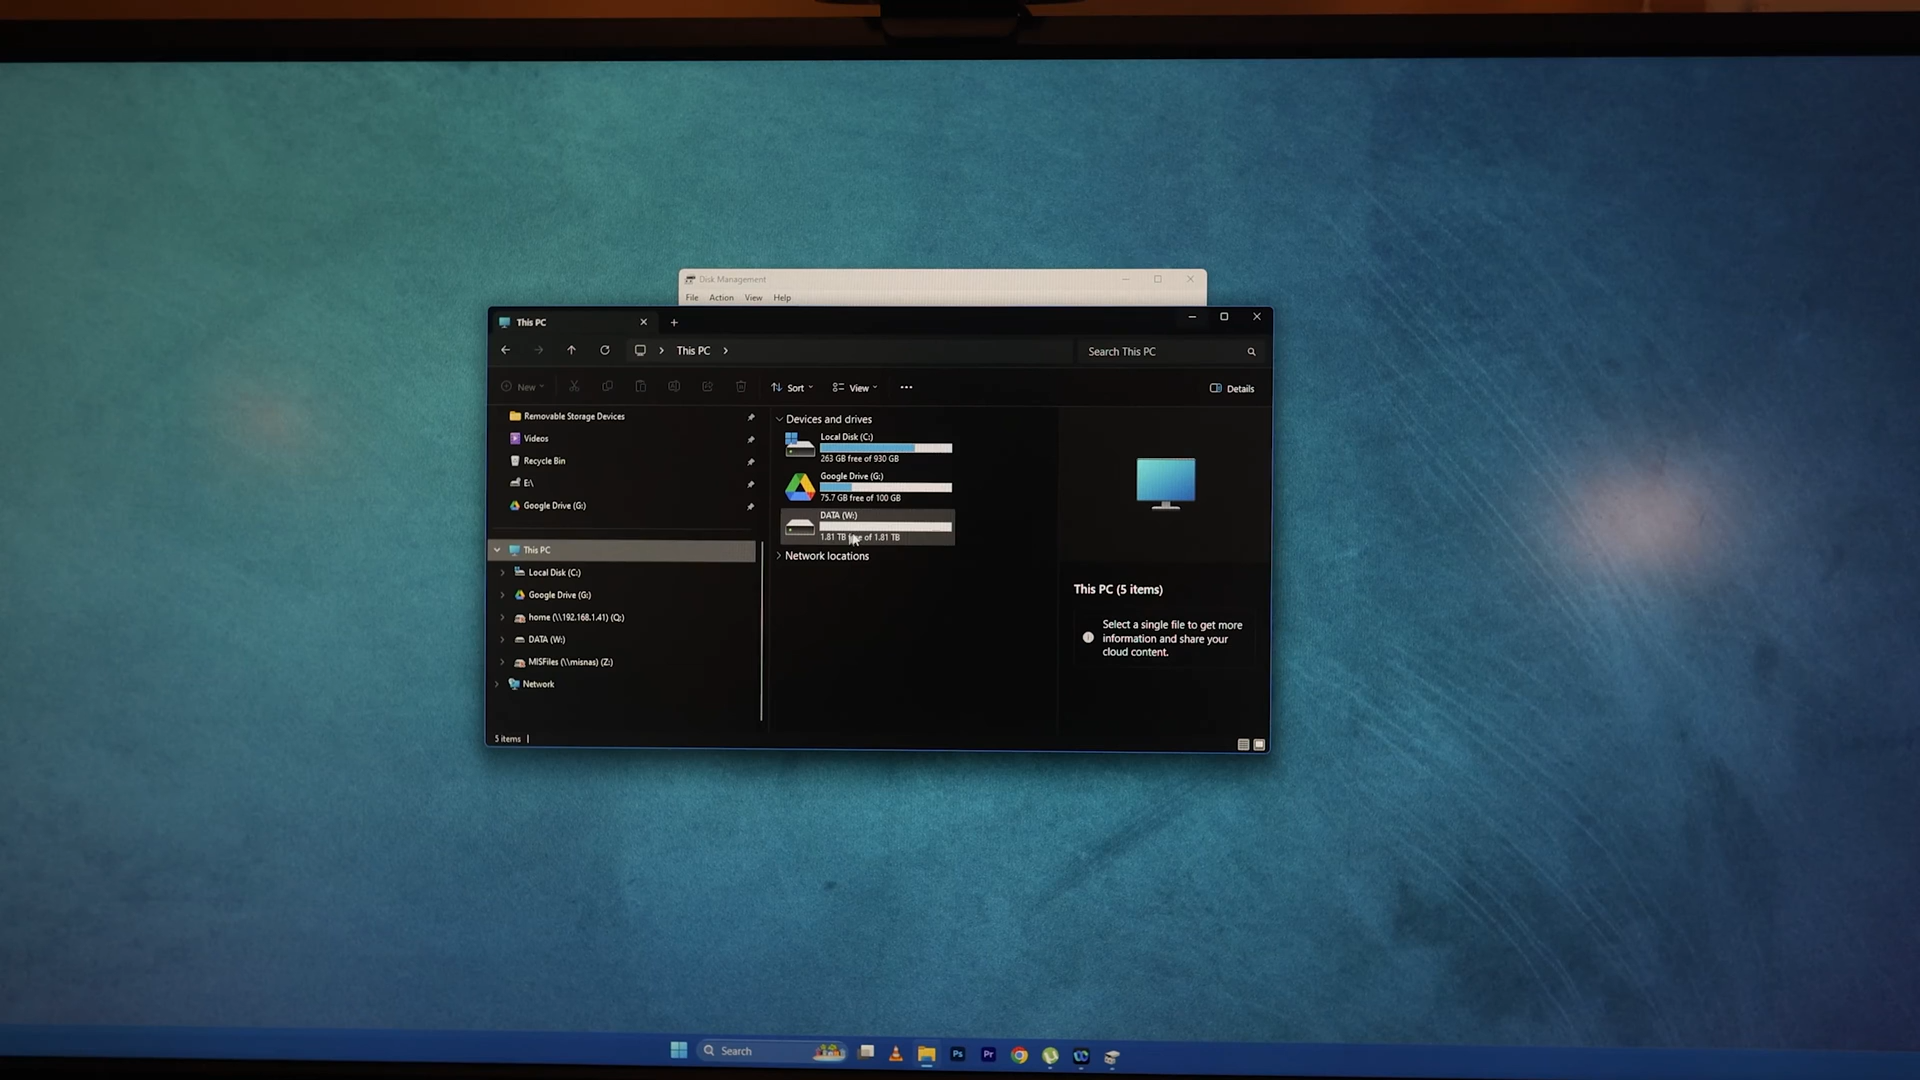 Disk Management
File Action View Help
This PC
This PC
Search This PC
New
Sort
View
Details
Removable Storage Devices
Videos
Recycle Bin
E:\
Google Drive (G:)
This PC
Local Disk (C:)
Google Drive (G:)
home (\\192.168.1.41) (Q:)
DATA (W:)
MISFiles (\\misnas) (Z:)
Network
5 items
Devices and drives
Local Disk (C:)
263 GB free of 930 GB
Google Drive (G:)
75.7 GB free of 100 GB
DATA (W:)
1.81 TB free of 1.81 TB
Network locations
This PC (5 items)
Select a single file to get more
information and share your
cloud content.
Search
Ps
Pr